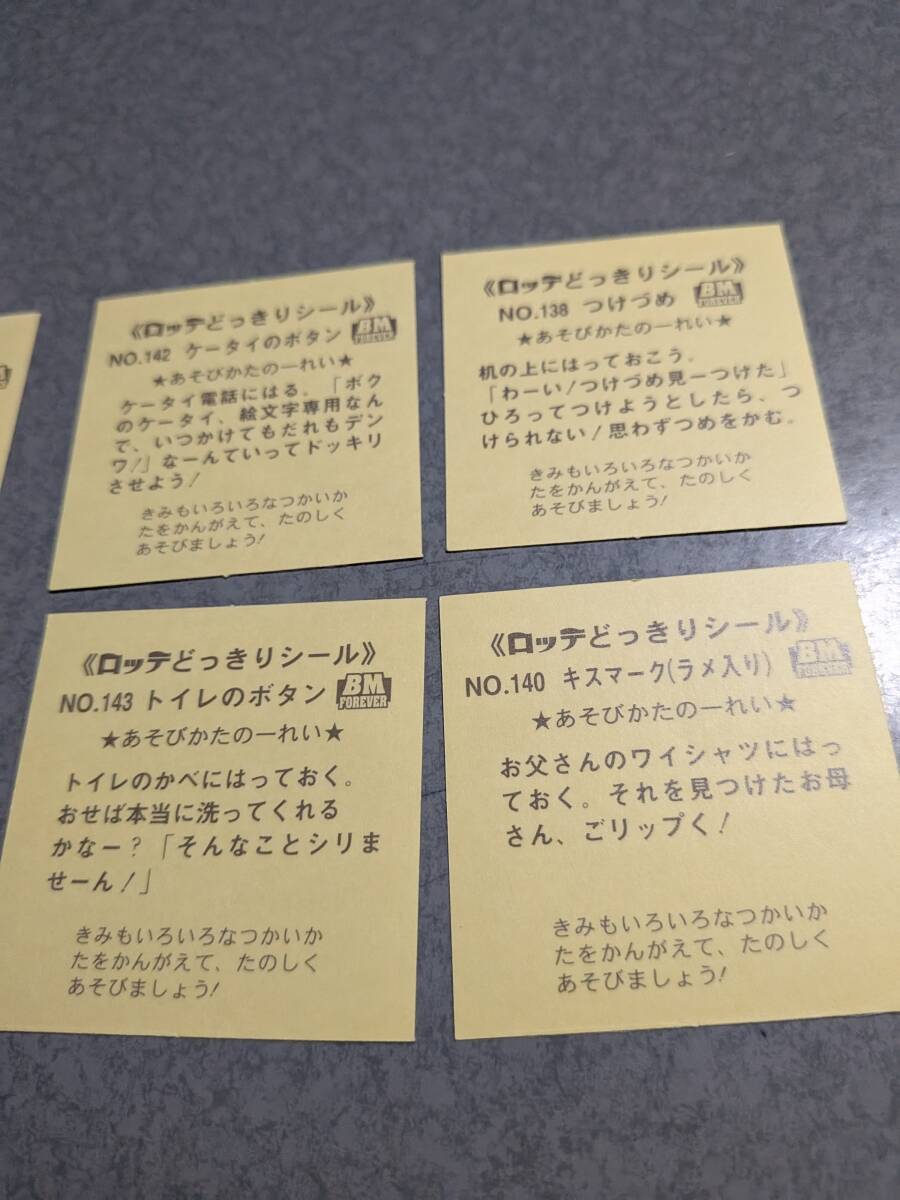 《ロッテどっきりシール》
NO.142 ケータイのボタン BM FOREVER
★あそびかたの一れい★
ケータイ電話にはる。「ボク
のケータイ、絵文字専用なん
で、いつかけてもだれもデン
ワ!」なーんていってドッキリ
させよう!
きみもいろいろなつかいか
たをかんがえて、たのしく
あそびましょう!
《ロッテどっきりシール》
NO.138 つけづめ BM FOREVER
★あそびかたの一れい★
机の上にはっておこう。
「わーい!つけづめ見ーつけた」
ひろってつけようとしたら、つ
けられない!思わずつめをかむ。
きみもいろいろなつかいか
たをかんがえて、たのしく
あそびましょう!
《ロッテどっきりシール》
NO.143 トイレのボタン BM FOREVER
★あそびかたの一れい★
トイレのかべにはっておく。
おせば本当に洗ってくれる
かなー?「そんなことシリま
せーん!」
きみもいろいろなつかいか
たをかんがえて、たのしく
あそびましょう!
《ロッテどっきりシール》
NO.140 キスマーク(ラメ入り) BM FOREVER
★あそびかたの一れい★
お父さんのワイシャツにはっ
ておく。それを見つけたお母
さん、ごリップく!
きみもいろいろなつかいか
たをかんがえて、たのしく
あそびましょう!